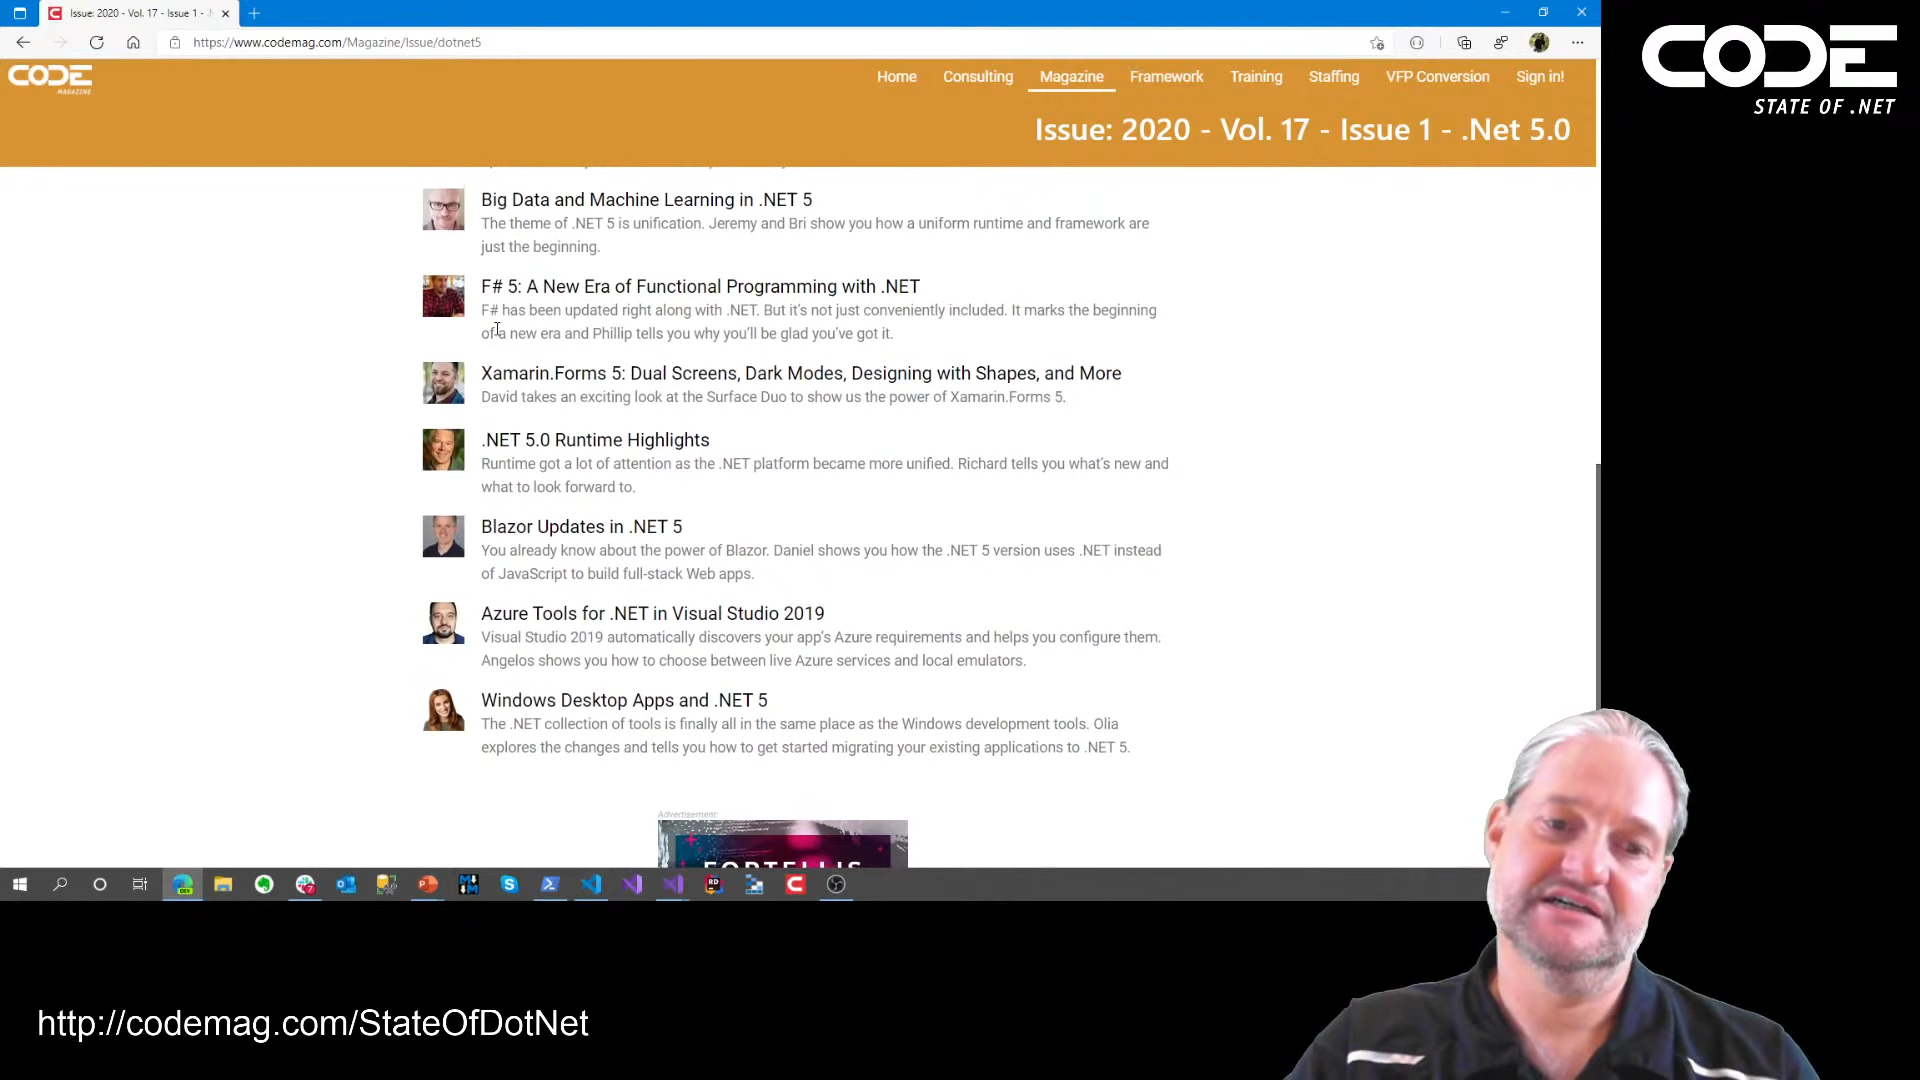 Issue: 2020 - Vol. 17 - Issue 1 -
https://www.codemag.com/Magazine/Issue/dotnet5
CODE
MAGAZINE
Home Consulting Magazine Framework Training Staffing VFP Conversion Sign in!
Issue: 2020 - Vol. 17 - Issue 1 - .Net 5.0
CODE
STATE OF .NET
Big Data and Machine Learning in .NET 5
The theme of .NET 5 is unification. Jeremy and Bri show you how a uniform runtime and framework are
just the beginning.
F# 5: A New Era of Functional Programming with .NET
F# has been updated right along with .NET. But it's not just conveniently included. It marks the beginning
of a new era and Phillip tells you why you'll be glad you've got it.
Xamarin.Forms 5: Dual Screens, Dark Modes, Designing with Shapes, and More
David takes an exciting look at the Surface Duo to show us the power of Xamarin.Forms 5.
.NET 5.0 Runtime Highlights
Runtime got a lot of attention as the .NET platform became more unified. Richard tells you what's new and
what to look forward to.
Blazor Updates in .NET 5
You already know about the power of Blazor. Daniel shows you how the .NET 5 version uses .NET instead
of JavaScript to build full-stack Web apps.
Azure Tools for .NET in Visual Studio 2019
Visual Studio 2019 automatically discovers your app's Azure requirements and helps you configure them.
Angelos shows you how to choose between live Azure services and local emulators.
Windows Desktop Apps and .NET 5
The .NET collection of tools is finally all in the same place as the Windows development tools. Olia
explores the changes and tells you how to get started migrating your existing applications to .NET 5.
Advertisement:
FORTELLIS
http://codemag.com/StateOfDotNet